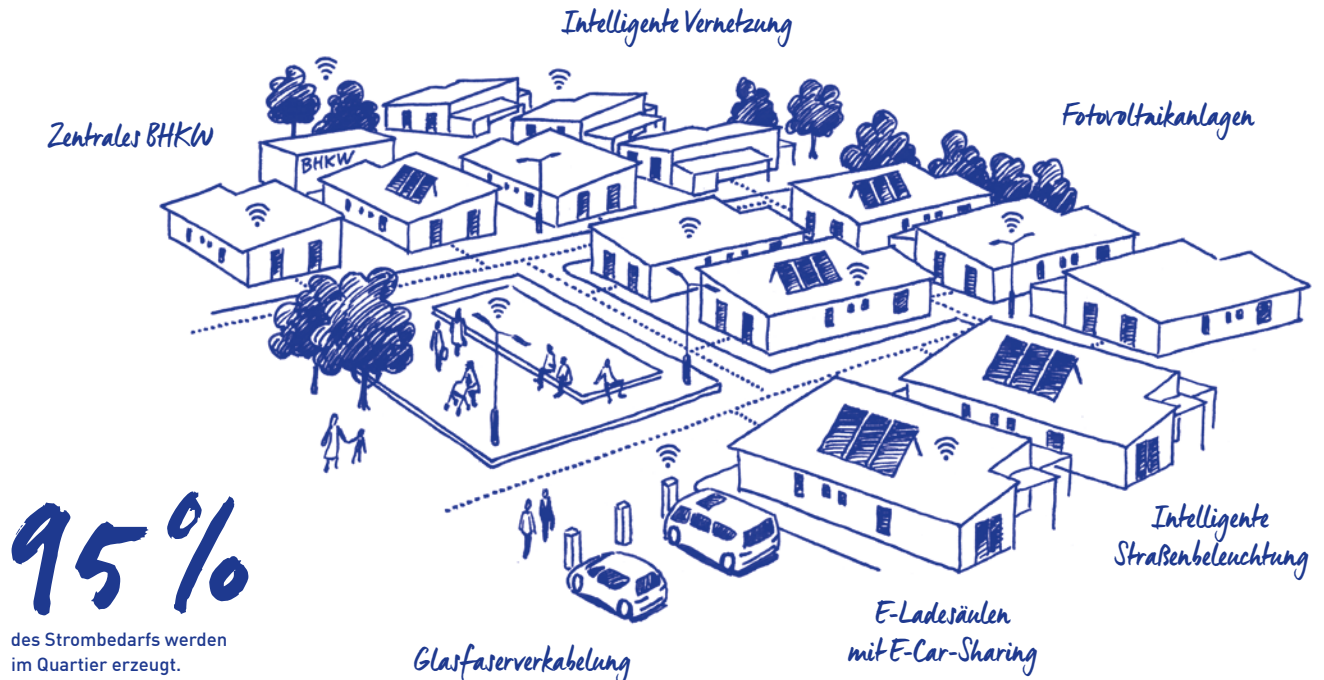 Intelligente Vernetzung
Fotovoltaikanlagen
Zentrales BHKW
BHKW
95%
des Strombedarfs werden
im Quartier erzeugt.
Glasfaserverkabelung
E-Ladesäulen
mit E-Car-Sharing
Intelligente
Straßenbeleuchtung